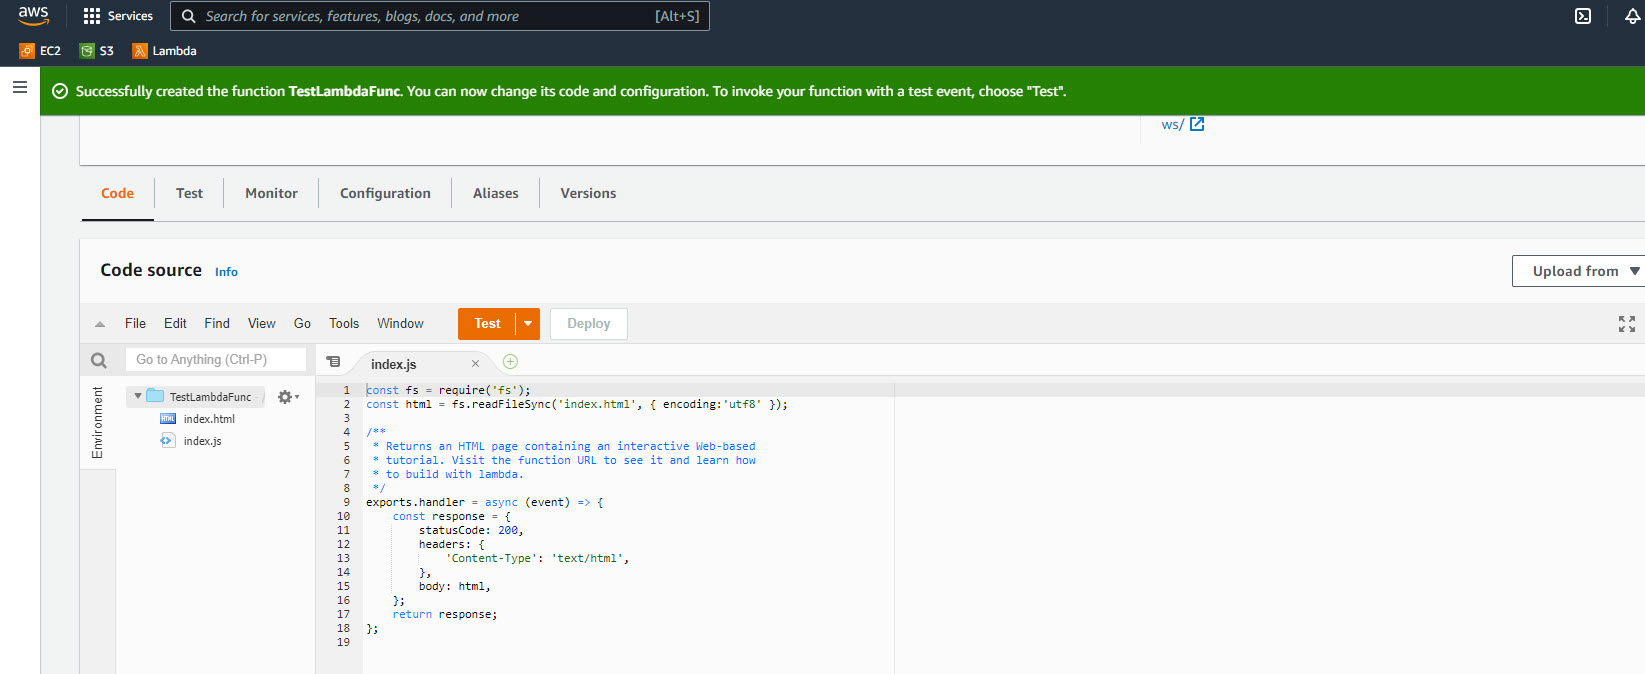 aws Services Search for services, features, blogs, docs, and more [Alt+S]
EC2 S3 Lambda
Successfully created the function TestLambdaFunc. You can now change its code and configuration. To invoke your function with a test event, choose "Test".
ws/
Code Test Monitor Configuration Aliases Versions
Code source Info
Upload from
File Edit Find View Go Tools Window Test Deploy
Go to Anything (Ctrl-P)
index.js
Environment
TestLambdaFunc - /
index.html
index.js
1 const fs = require('fs');
2 const html = fs.readFileSync('index.html', { encoding:'utf8' });
3
4 /**
5 * Returns an HTML page containing an interactive Web-based
6 * tutorial. Visit the function URL to see it and learn how
7 * to build with lambda.
8 */
9 exports.handler = async (event) => {
10 const response = {
11 statusCode: 200,
12 headers: {
13 'Content-Type': 'text/html',
14 },
15 body: html,
16 };
17 return response;
18 };
19